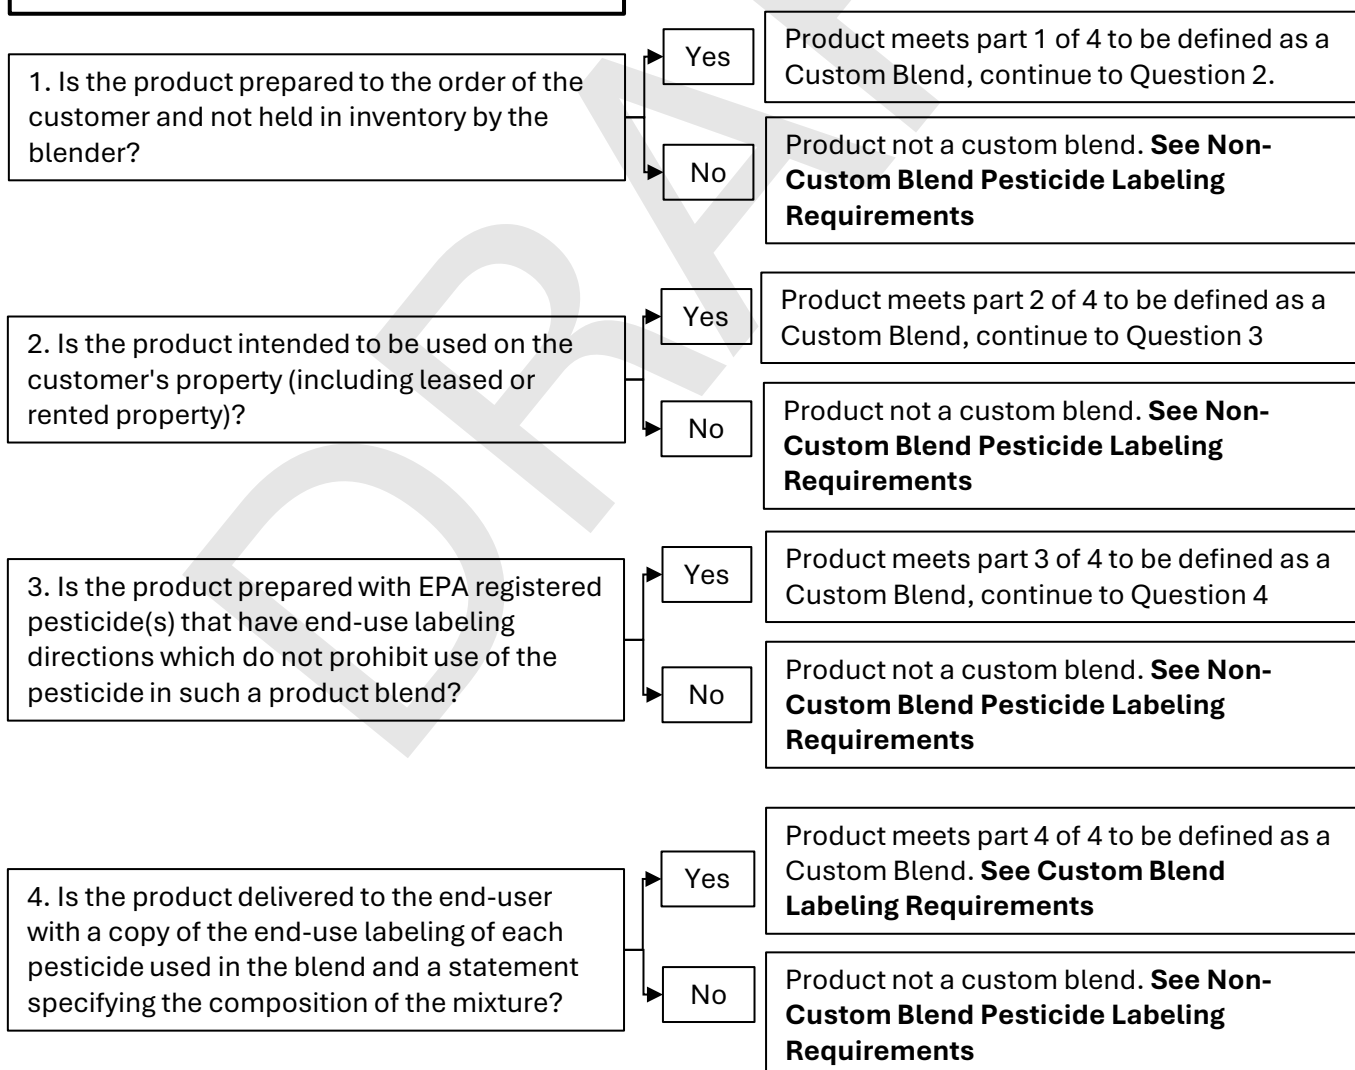 1. Is the product prepared to the order of the
customer and not held in inventory by the
blender?
Yes
Product meets part 1 of 4 to be defined as a
Custom Blend, continue to Question 2.
No
Product not a custom blend. See Non-
Custom Blend Pesticide Labeling
Requirements
2. Is the product intended to be used on the
customer's property (including leased or
rented property)?
Yes
Product meets part 2 of 4 to be defined as a
Custom Blend, continue to Question 3
No
Product not a custom blend. See Non-
Custom Blend Pesticide Labeling
Requirements
3. Is the product prepared with EPA registered
pesticide(s) that have end-use labeling
directions which do not prohibit use of the
pesticide in such a product blend?
Yes
Product meets part 3 of 4 to be defined as a
Custom Blend, continue to Question 4
No
Product not a custom blend. See Non-
Custom Blend Pesticide Labeling
Requirements
4. Is the product delivered to the end-user
with a copy of the end-use labeling of each
pesticide used in the blend and a statement
specifying the composition of the mixture?
Yes
Product meets part 4 of 4 to be defined as a
Custom Blend. See Custom Blend
Labeling Requirements
No
Product not a custom blend. See Non-
Custom Blend Pesticide Labeling
Requirements